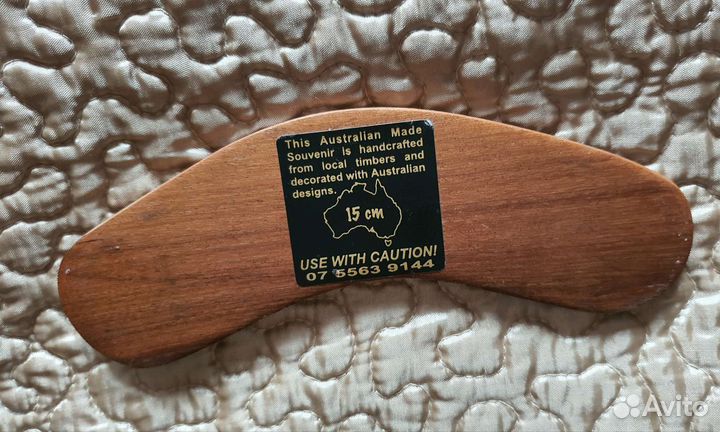 This Australian Made
Souvenir is handcrafted
from local timbers and
decorated with Australian
designs.
15 cm
USE WITH CAUTION!
07 5563 9144
Avito